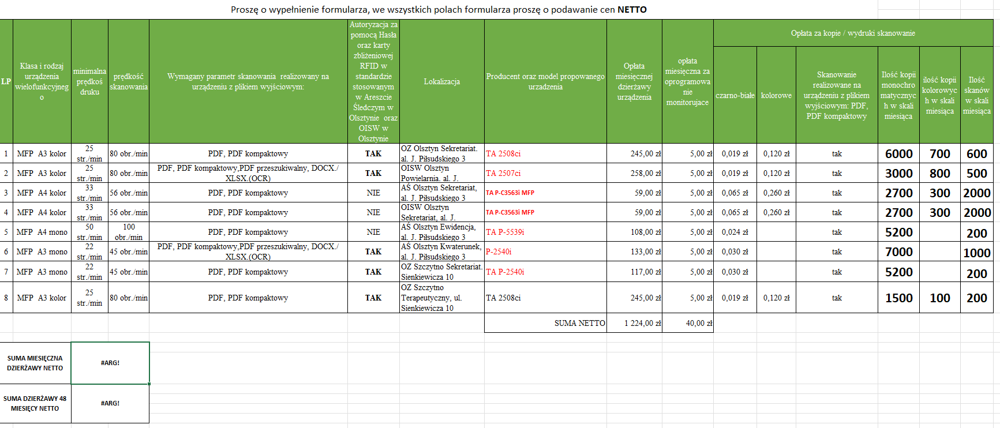 Proszę o wypełnienie formularza, we wszystkich polach formularza proszę o podawanie cen NETTO
LP
Klasa i rodzaj
urządzenia
wielofunkcyjneg
o
minimalna
prędkoś
druku
prędkość
skanowania
Wymagany parametr skanowania realizowany na
urządzeniu z plikiem wyjściowym:
Autoryzacja za
pomocą Hasła
oraz karty
zbliżeniowej
RFID w
standardzie
stosowanym
w Areszcie
Śledczym w
Olsztynie oraz
OISW w
Olsztynie
Lokalizacja
Producent oraz model propowanego
urzadzenia
Opłata
miesięcznej
dzierżawy
urządzenia
opłata
miesięczna za
oprogramowa
nie
monitorujace
Opłata za kopie / wydruki skanowanie
czarno-białe
kolorowe
Skanowanie
realizowane na
urządzeniu z plikiem
wyjściowym: PDF,
PDF kompaktowy
Ilość kopii
monochro
matycznyc
h w skali
miesiąca
ilość kopii
kolorowyc
h w skali
miesiąca
Ilość
skanów
w skali
miesiąca
1
MFP A3 kolor
25
str./min
80 obr./min
PDF, PDF kompaktowy
TAK
OZ Olsztyn Sekretariat.
al. J. Piłsudskiego 3
TA 2508ci
245,00 zł
5,00 zł
0,019 zł
0,120 zł
tak
6000
700
600
2
MFP A3 kolor
25
str./min
80 obr./min
PDF, PDF kompaktowy,PDF przeszukiwalny, DOCX./
XLSX.(OCR)
TAK
OISW Olsztyn
Powielarnia. al. J.
TA 2507ci
258,00 zł
5,00 zł
0,019 zł
0,120 zł
tak
3000
800
500
3
MFP A4 kolor
33
str./min
56 obr./min
PDF, PDF kompaktowy
NIE
AŚ Olsztyn Sekretariat,
al. J. Piłsudskiego 3
TA P-C3563i MFP
59,00 zł
5,00 zł
0,065 zł
0,260 zł
tak
2700
300
2000
4
MFP A4 kolor
33
str./min
56 obr./min
PDF, PDF kompaktowy
NIE
OISW Olsztyn
Sekretariat, al. J.
TA P-C3563i MFP
59,00 zł
5,00 zł
0,065 zł
0,260 zł
tak
2700
300
2000
5
MFP A4 mono
50
str./min
100
obr./min
PDF, PDF kompaktowy
NIE
AŚ Olsztyn Ewidencja,
al. J. Piłsudskiego 3
TA P-5539i
108,00 zł
5,00 zł
0,024 zł
tak
5200
200
6
MFP A3 mono
22
str./min
45 obr./min
PDF, PDF kompaktowy,PDF przeszukiwalny, DOCX./
XLSX.(OCR)
TAK
AŚ Olsztyn Kwaterunek,
al. J. Piłsudskiego 3
P-2540i
133,00 zł
5,00 zł
0,030 zł
tak
7000
1000
7
MFP A3 mono
22
str./min
45 obr./min
PDF, PDF kompaktowy
TAK
OZ Szczytno Sekretariat.
Sienkiewicza 10
TA P-2540i
117,00 zł
5,00 zł
0,030 zł
tak
5200
200
8
MFP A3 kolor
25
str./min
80 obr./min
PDF, PDF kompaktowy
TAK
OZ Szczytno
Terapeutyczny, ul.
Sienkiewicza 10
TA 2508ci
245,00 zł
5,00 zł
0,019 zł
0,120 zł
tak
1500
100
200
SUMA NETTO
1 224,00 zł
40,00 zł
SUMA MIESIĘCZNA
DZIERŻAWY NETTO
#ARG!
SUMA DZIERŻAWY 48
MIESIĘCY NETTO
#ARG!